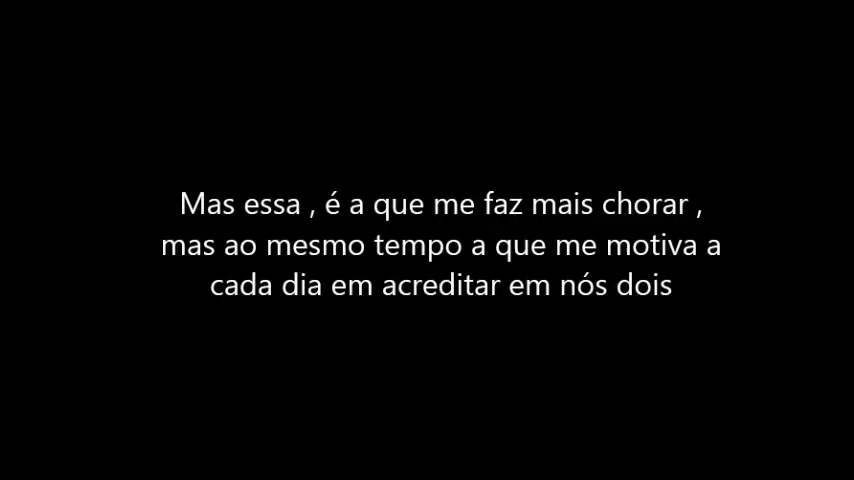 Mas essa , é a que me faz mais chorar ,
mas ao mesmo tempo a que me motiva a
cada dia em acreditar em nós dois